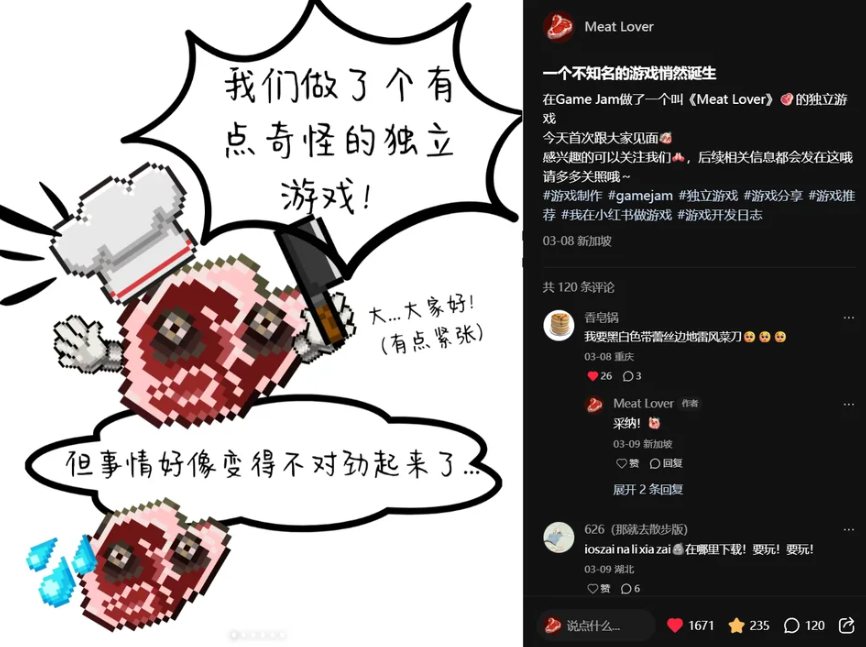 我们做了个有
点奇怪的独立
游戏!
大...大家好!
(有点紧张)
但事情好像变得不对劲起来了...
Meat Lover
一个不知名的游戏悄然诞生
在Game Jam做了一个叫《Meat Lover》🥩的独立游
戏
今天首次跟大家见面
感兴趣的可以关注我们，后续相关信息都会发在这哦
请多多关照哦~
#游戏制作 #gamejam #独立游戏 #游戏分享 #游戏推
荐 #我在小红书做游戏 #游戏开发日志
03-08 新加坡
共 120 条评论
香皂锅
我要黑白色带蕾丝边地雷风菜刀🥺🥺🥺
03-08 重庆
26 3
Meat Lover 作者
采纳！
03-09 新加坡
赞 回复
展开 2 条回复
626（那就去散步版）
ioszai na li xia zai在哪里下载！要玩！要玩！
03-09 湖北
赞 6
说点什么... 1671 235 120